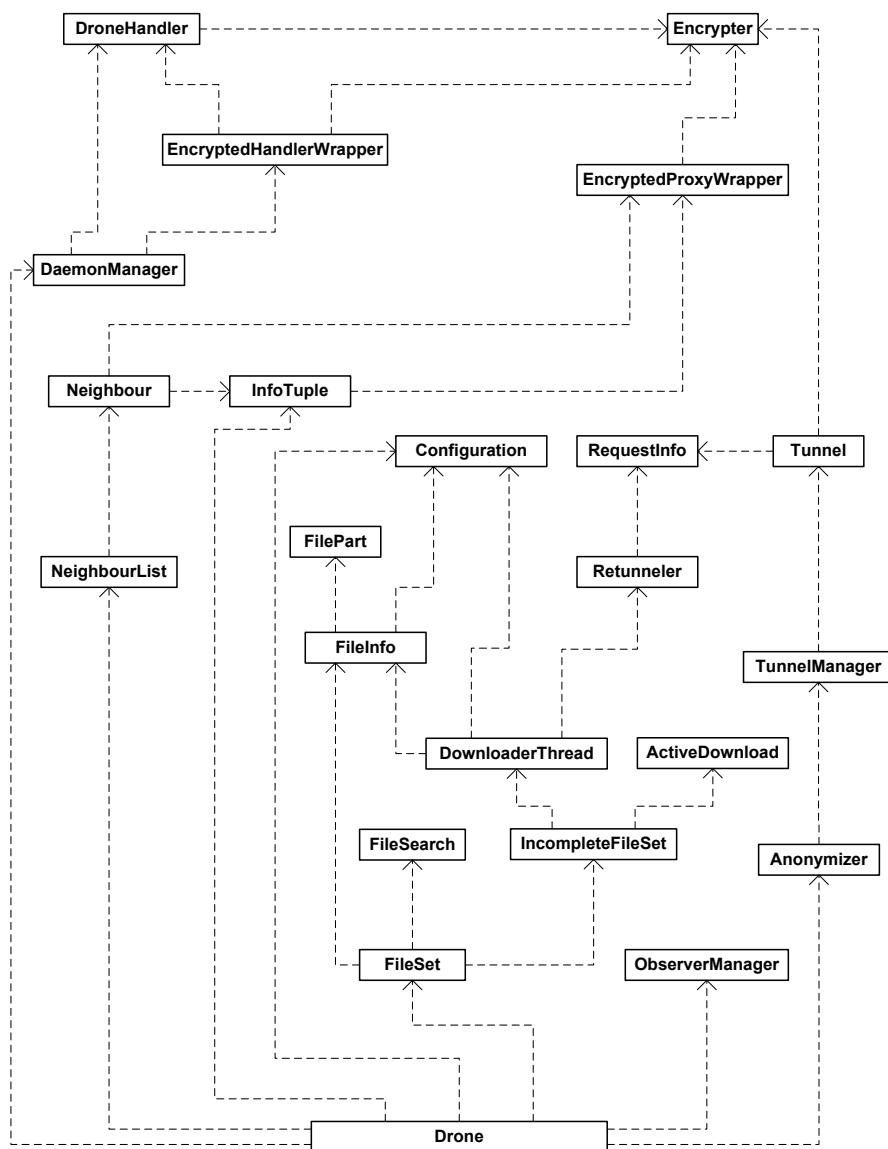 DroneHandler
Encrypter
EncryptedHandlerWrapper
EncryptedProxyWrapper
DaemonManager
Neighbour
InfoTuple
Configuration
RequestInfo
Tunnel
FilePart
NeighbourList
Retunneler
FileInfo
TunnelManager
DownloaderThread
ActiveDownload
FileSearch
IncompleteFileSet
Anonymizer
FileSet
ObserverManager
Drone